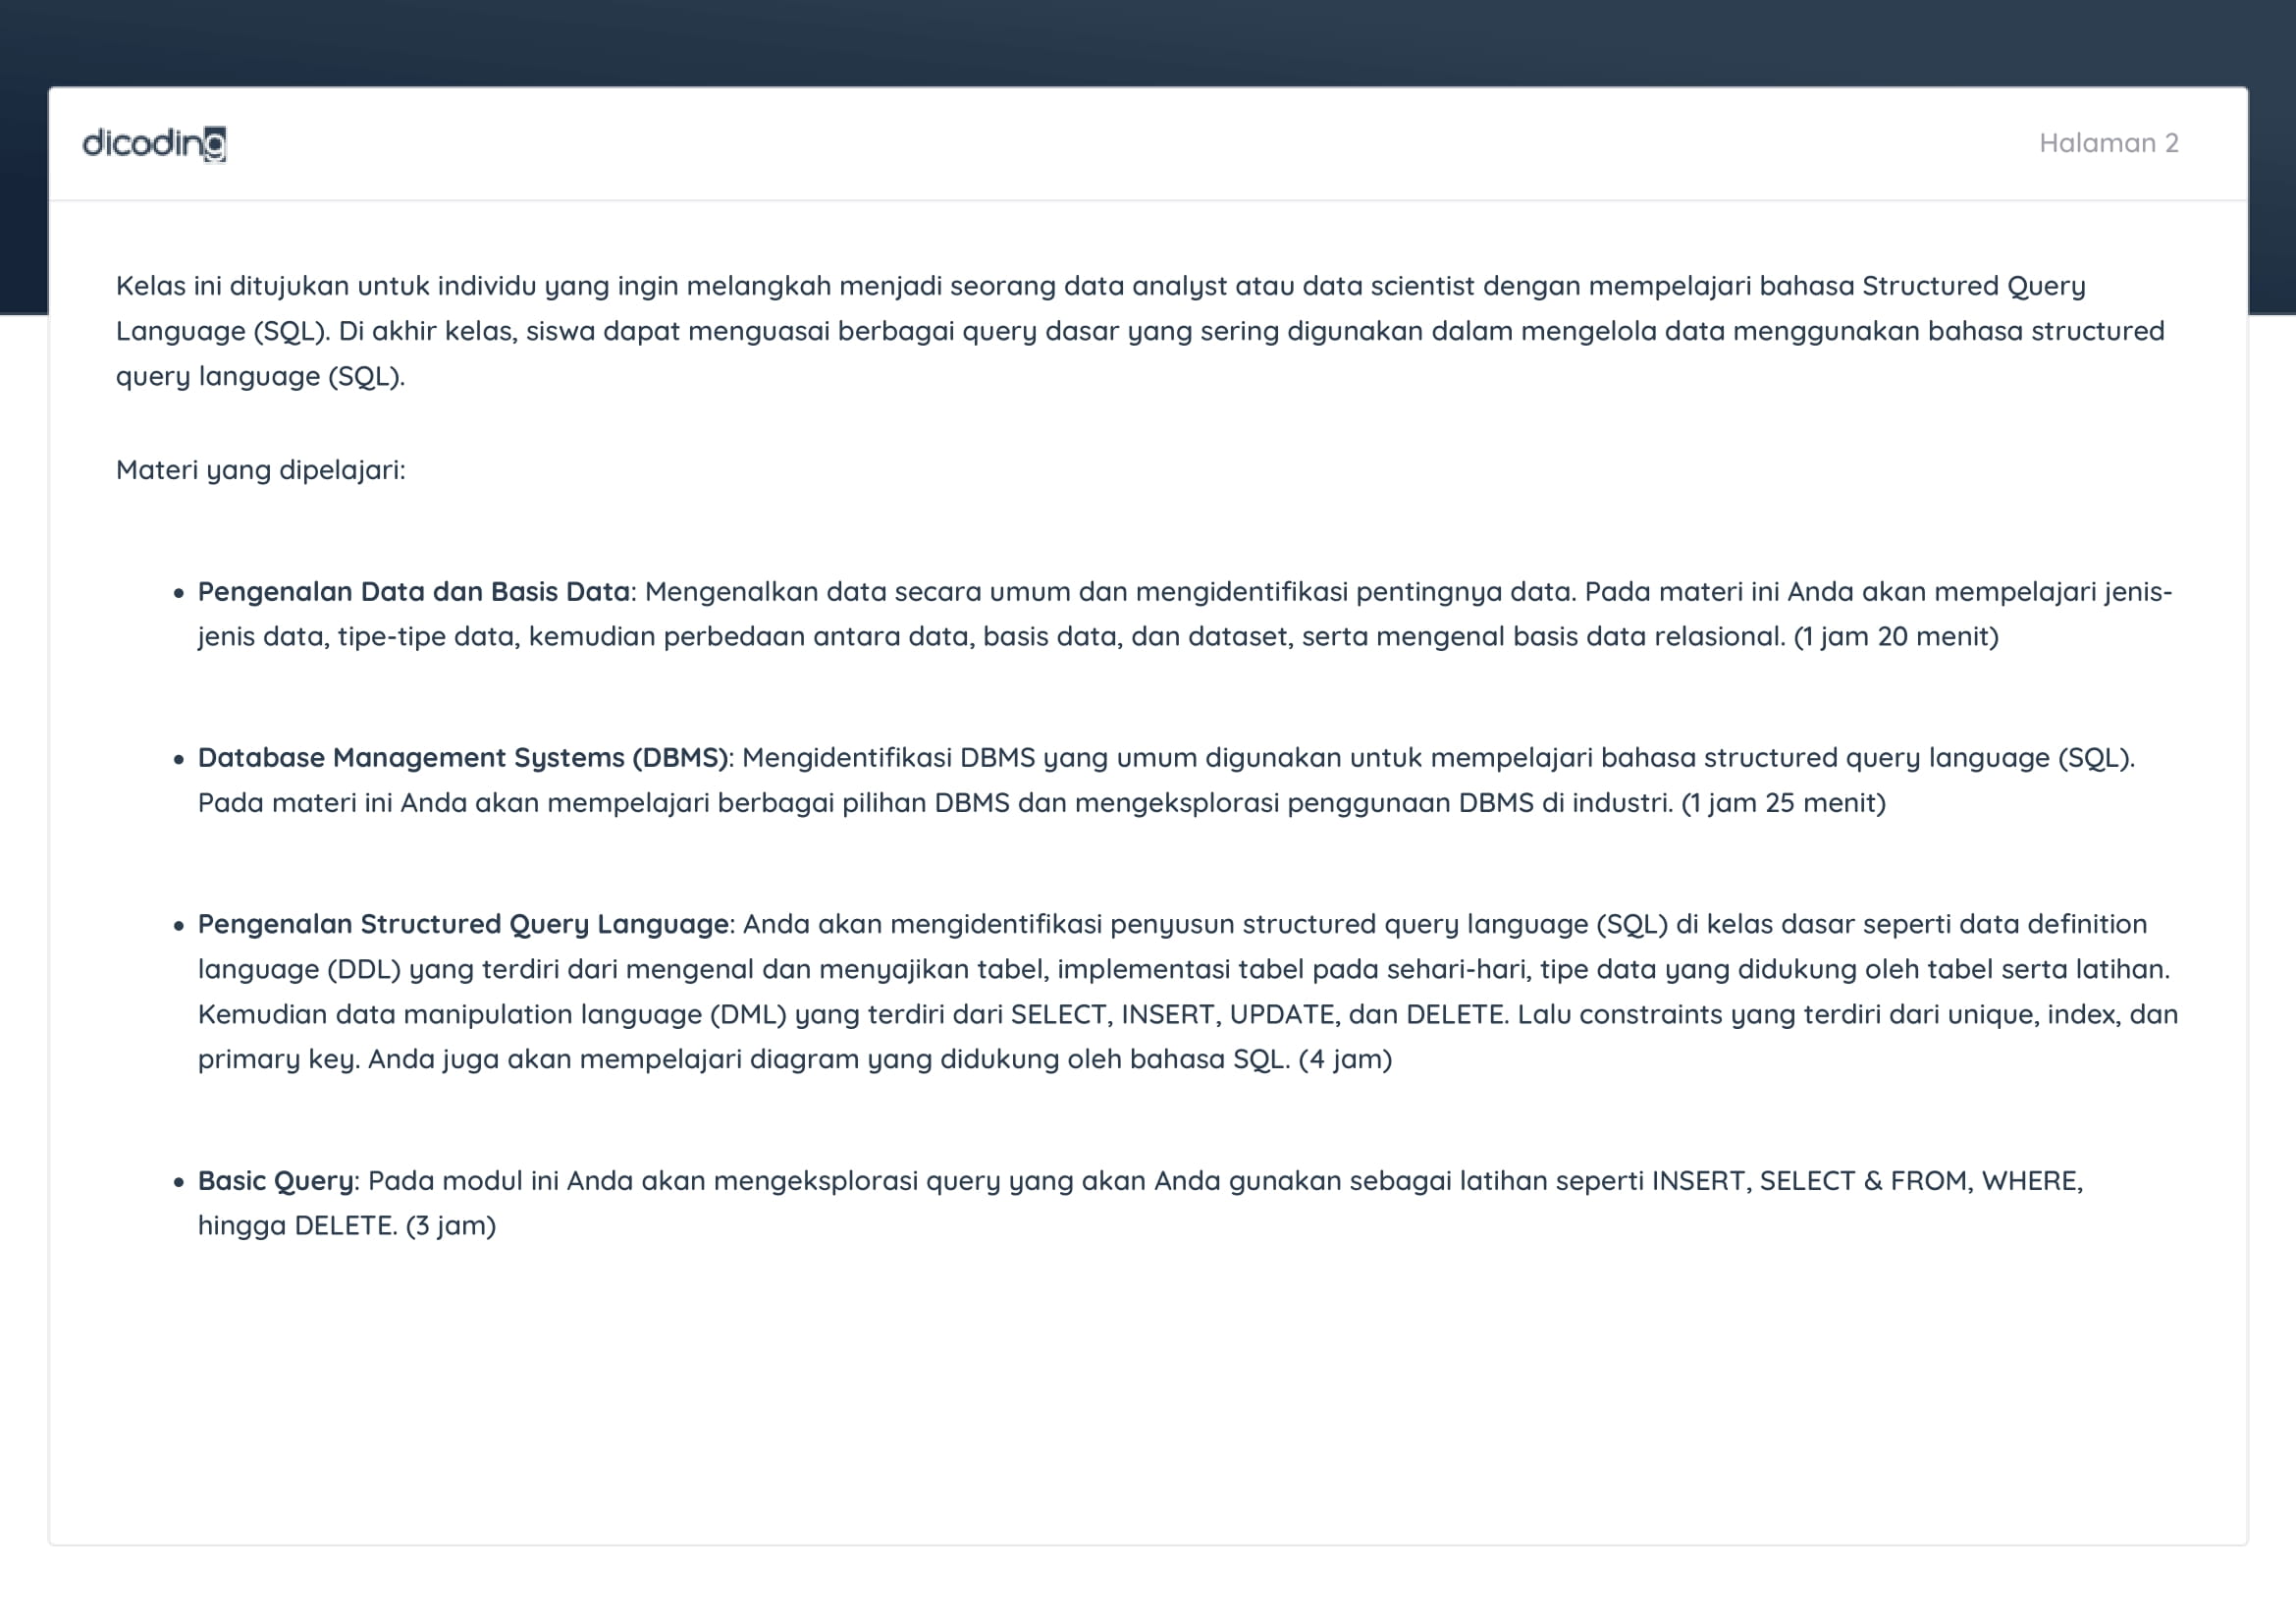 dicoding
Halaman 2
Kelas ini ditujukan untuk individu yang ingin melangkah menjadi seorang data analyst atau data scientist dengan mempelajari bahasa Structured Query
Language (SQL). Di akhir kelas, siswa dapat menguasai berbagai query dasar yang sering digunakan dalam mengelola data menggunakan bahasa structured
query language (SQL).
Materi yang dipelajari:
• Pengenalan Data dan Basis Data: Mengenalkan data secara umum dan mengidentifikasi pentingnya data. Pada materi ini Anda akan mempelajari jenis-
jenis data, tipe-tipe data, kemudian perbedaan antara data, basis data, dan dataset, serta mengenal basis data relasional. (1 jam 20 menit)
• Database Management Systems (DBMS): Mengidentifikasi DBMS yang umum digunakan untuk mempelajari bahasa structured query language (SQL).
Pada materi ini Anda akan mempelajari berbagai pilihan DBMS dan mengeksplorasi penggunaan DBMS di industri. (1 jam 25 menit)
• Pengenalan Structured Query Language: Anda akan mengidentifikasi penyusun structured query language (SQL) di kelas dasar seperti data definition
language (DDL) yang terdiri dari mengenal dan menyajikan tabel, implementasi tabel pada sehari-hari, tipe data yang didukung oleh tabel serta latihan.
Kemudian data manipulation language (DML) yang terdiri dari SELECT, INSERT, UPDATE, dan DELETE. Lalu constraints yang terdiri dari unique, index, dan
primary key. Anda juga akan mempelajari diagram yang didukung oleh bahasa SQL. (4 jam)
• Basic Query: Pada modul ini Anda akan mengeksplorasi query yang akan Anda gunakan sebagai latihan seperti INSERT, SELECT & FROM, WHERE,
hingga DELETE. (3 jam)